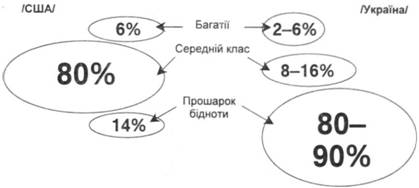 /США/ /Україна/
6% Багатії 2–6%
Середній клас
80% 8–16%
Прошарок
бідноти
14%
80–
90%